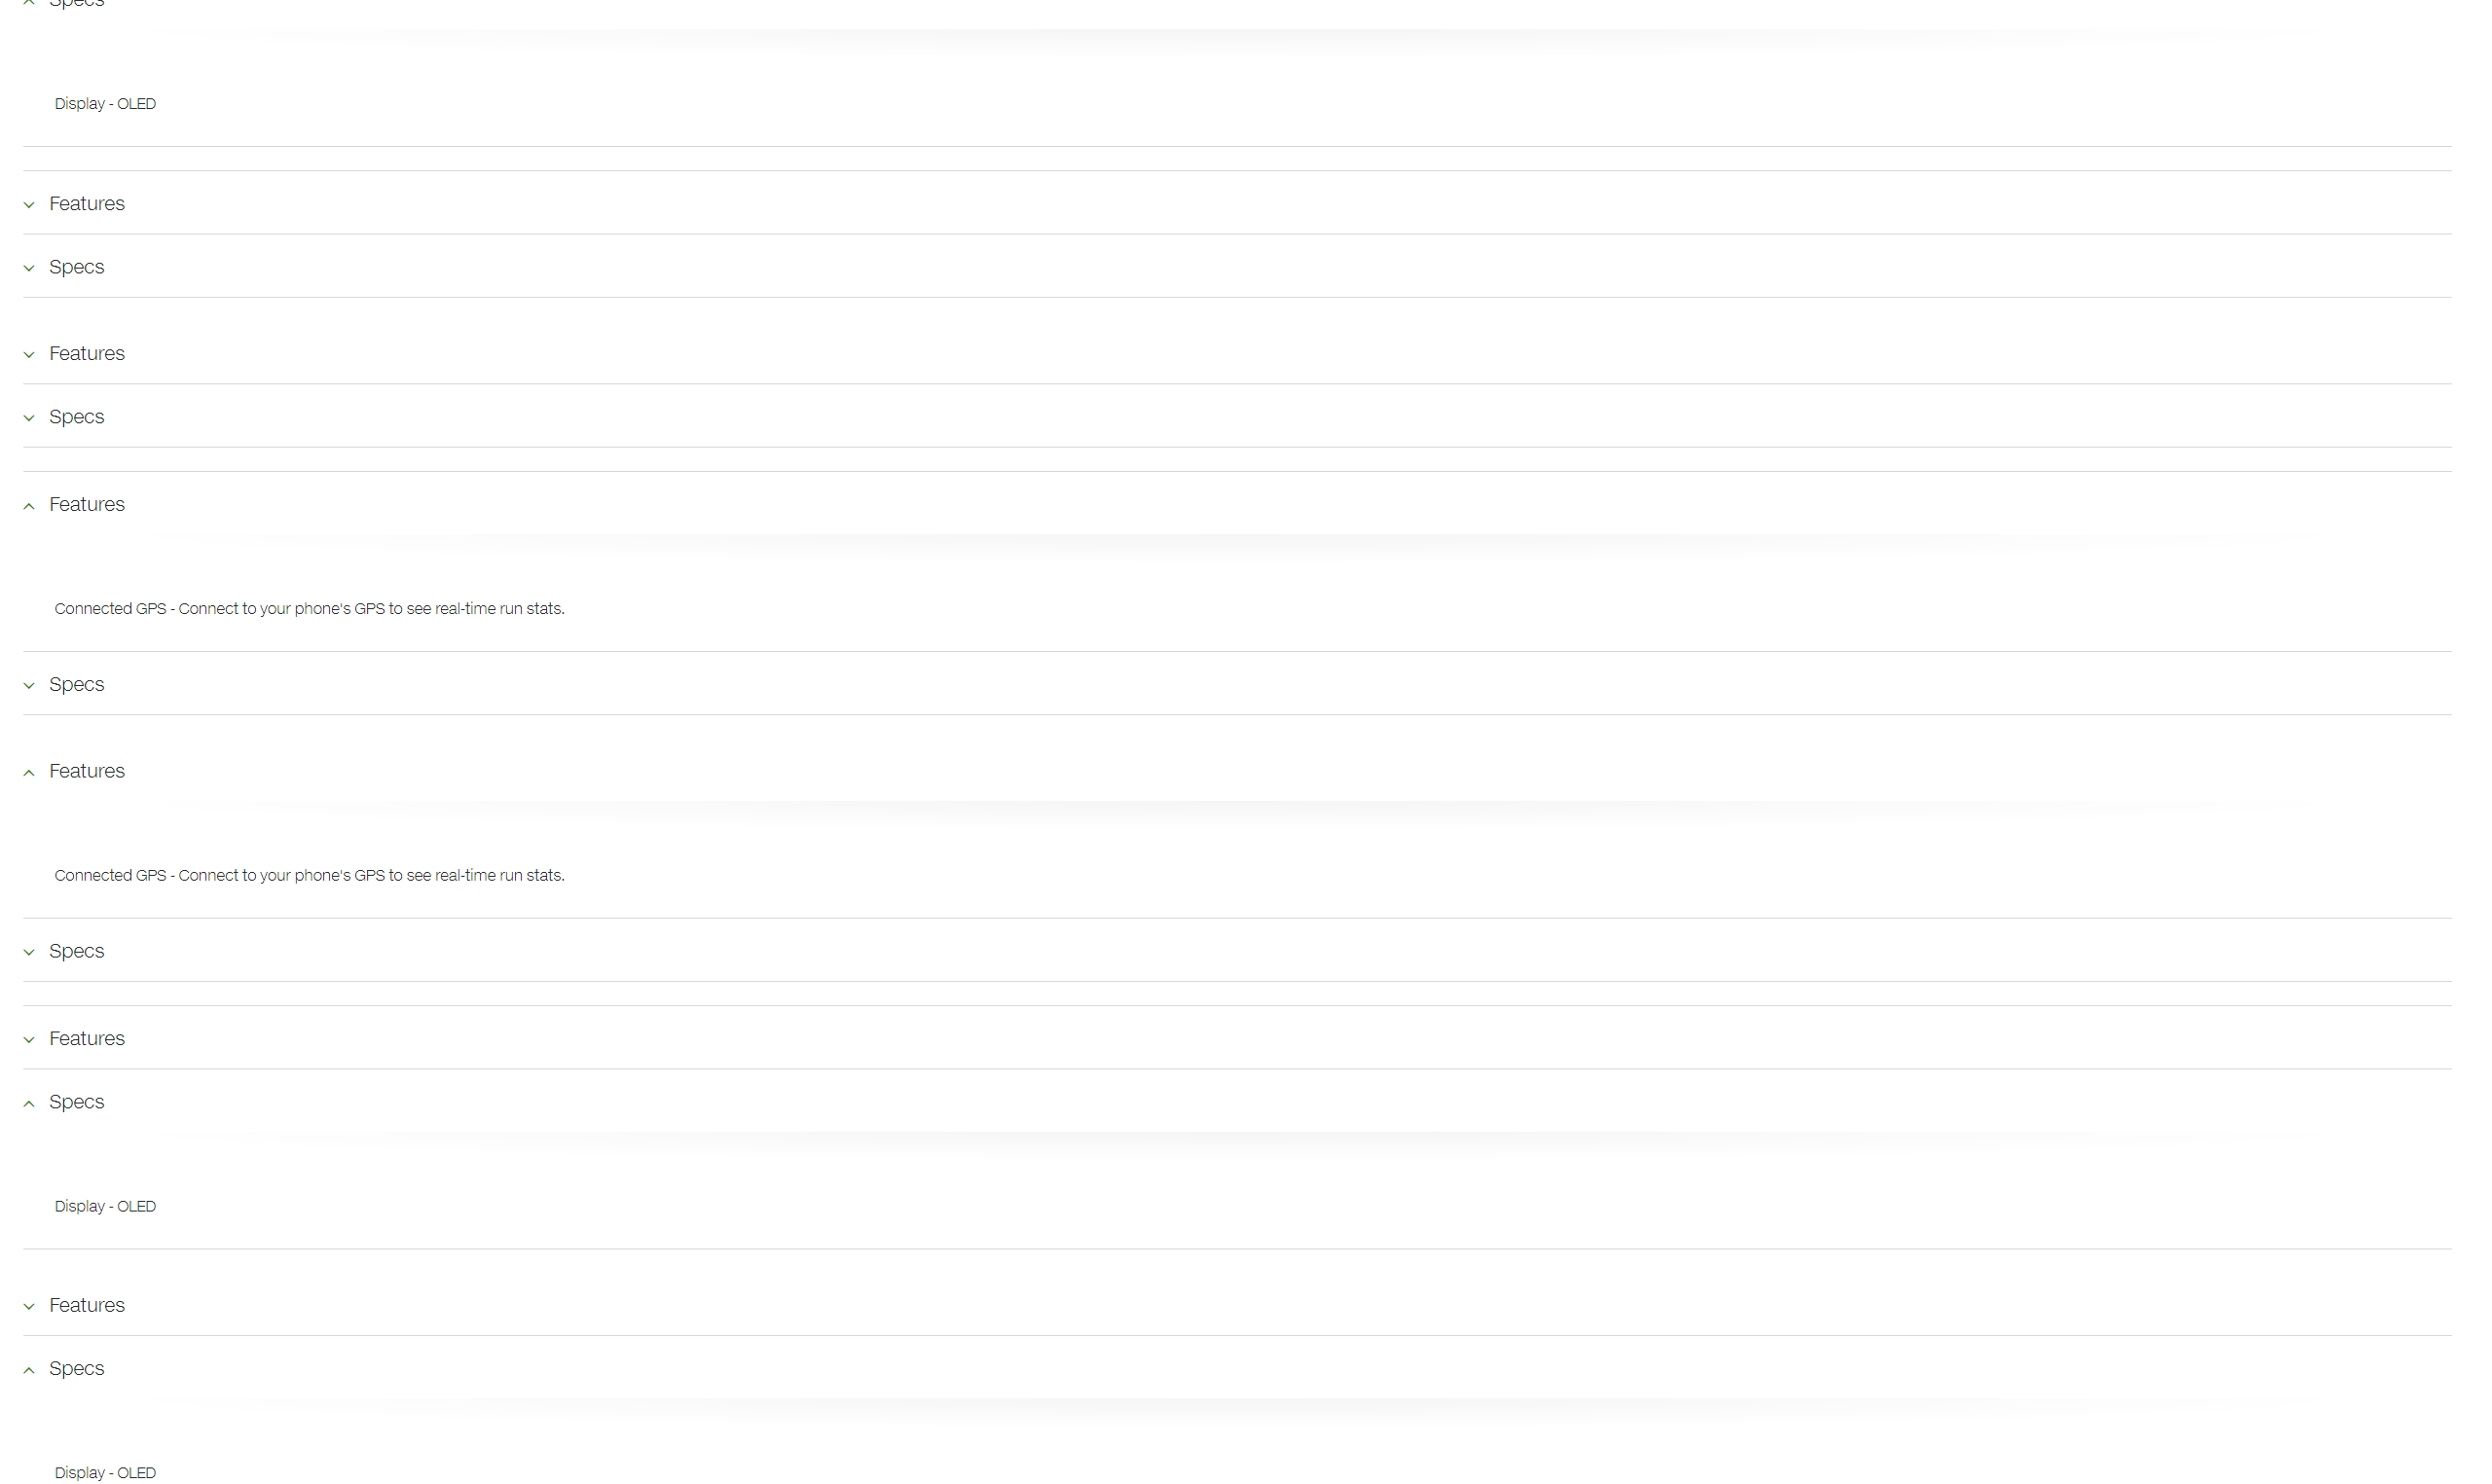 Specs
Display - OLED
Features
Specs
Features
Specs
Features
Connected GPS - Connect to your phone's GPS to see real-time run stats.
Specs
Features
Connected GPS - Connect to your phone's GPS to see real-time run stats.
Specs
Features
Specs
Display - OLED
Features
Specs
Display - OLED